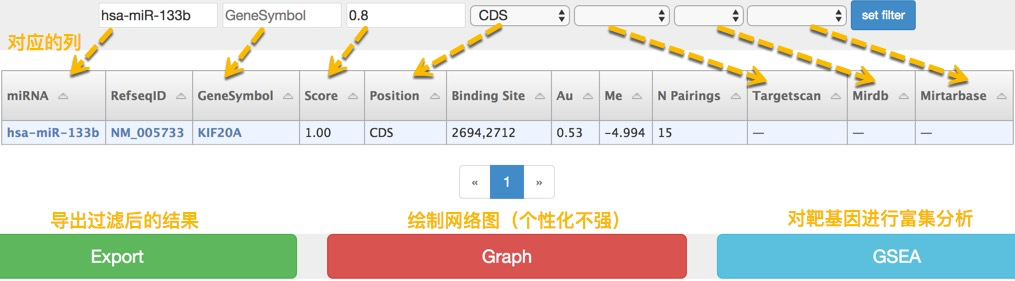 hsa-miR-133b GeneSymbol 0.8 CDS set filter
对应的列
miRNA RefseqID GeneSymbol Score Position Binding Site Au Me N Pairings Targetscan Mirdb Mirtarbase
hsa-miR-133b NM_005733 KIF20A 1.00 CDS 2694,2712 0.53 -4.994 15 — — —
« 1 »
导出过滤后的结果 绘制网络图（个性化不强） 对靶基因进行富集分析
Export Graph GSEA